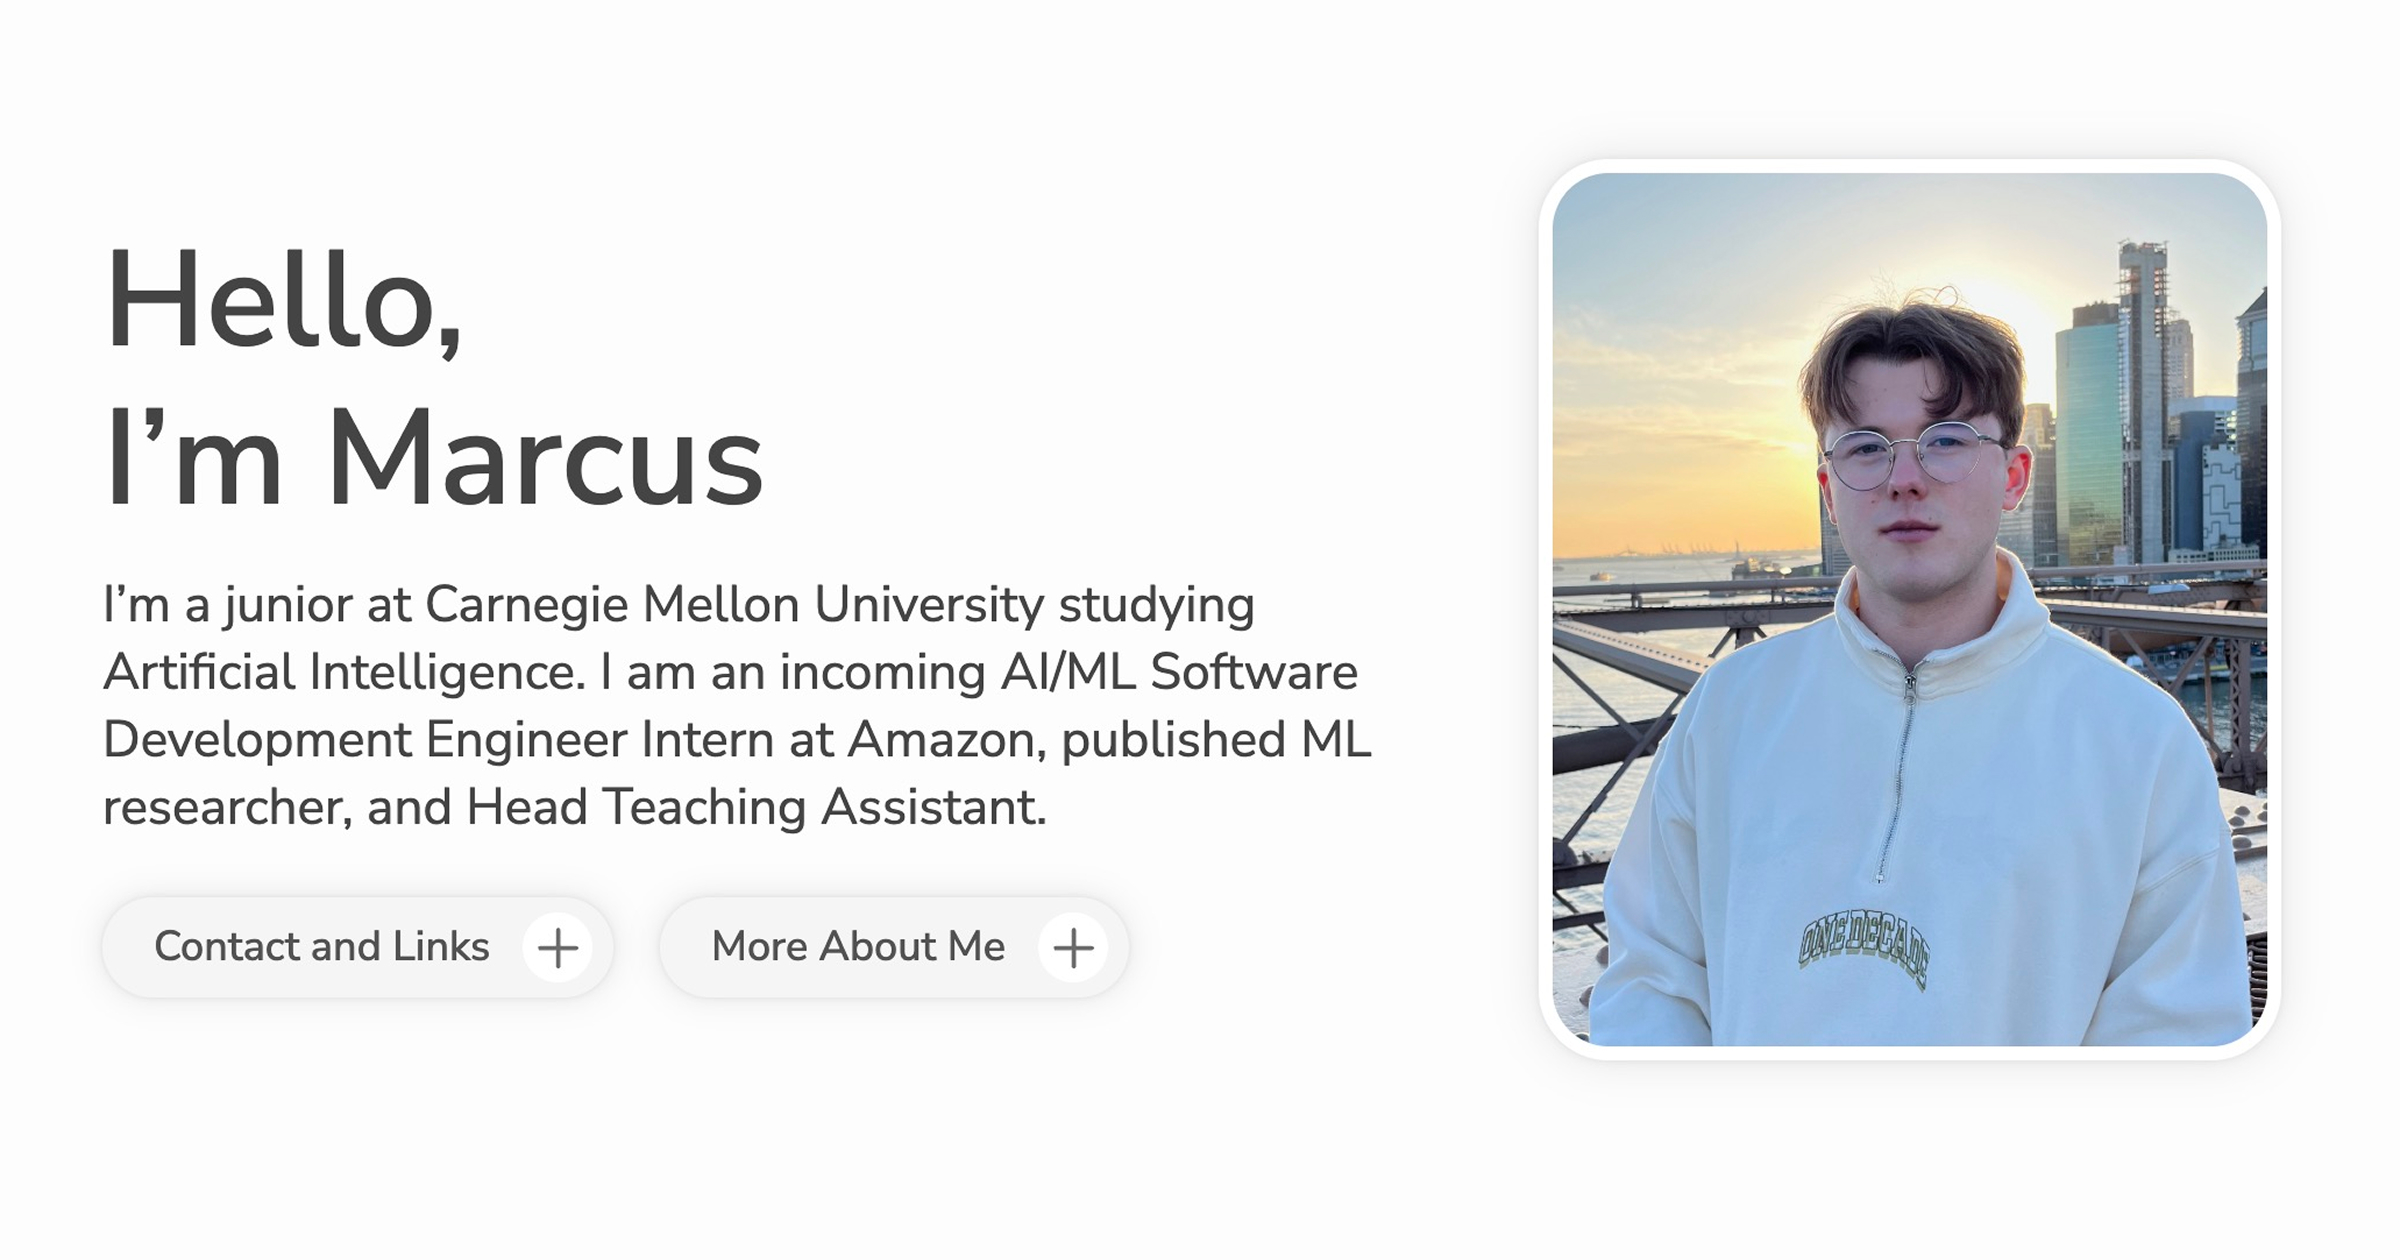 Hello,
I’m Marcus
I’m a junior at Carnegie Mellon University studying
Artificial Intelligence. I am an incoming AI/ML Software
Development Engineer Intern at Amazon, published ML
researcher, and Head Teaching Assistant.
Contact and Links +
More About Me +
ONE DECADE